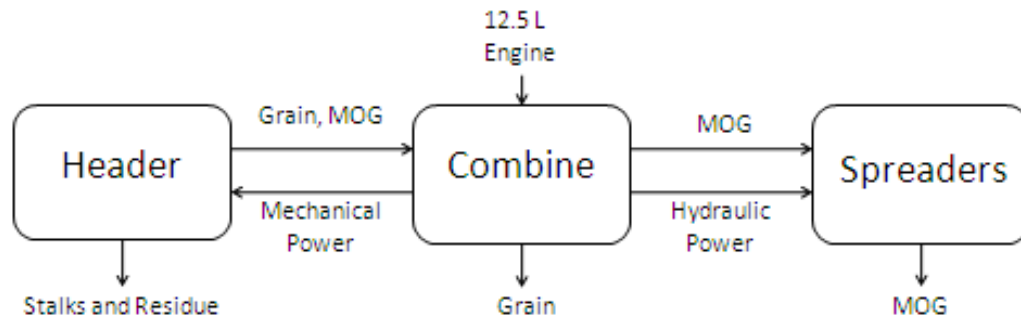 12.5 L
Engine
Grain, MOG
MOG
Header
Combine
Spreaders
Mechanical
Power
Hydraulic
Power
Stalks and Residue
Grain
MOG